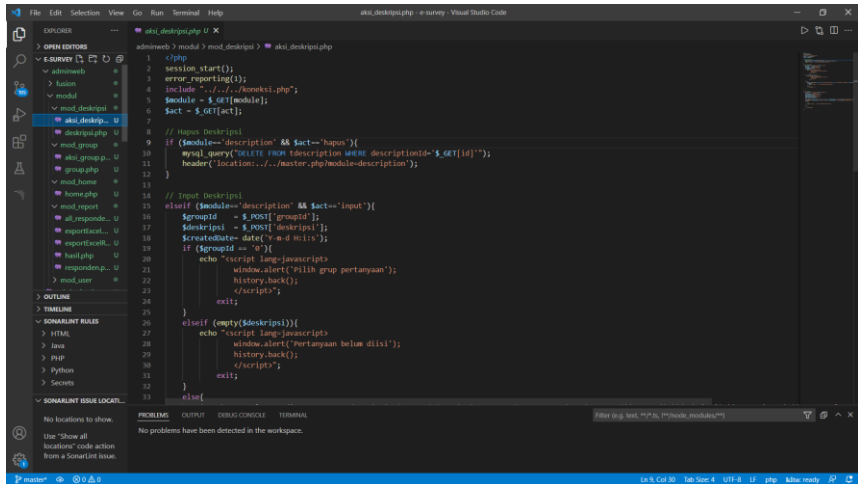 File Edit Selection View Go Run Terminal Help
aksi_deskripsi.php - e-survey - Visual Studio Code
EXPLORER
OPEN EDITORS
E-SURVEY
adminweb
fusion
modul
mod_deskripsi
aksi_deskrip... U
deskripsi.php U
mod_group
aksi_group.p... U
group.php U
mod_home
home.php U
mod_report
all_responde... U
exportExcel.... U
exportExcelR... U
hasil.php U
responden.p... U
mod_user
OUTLINE
TIMELINE
SONARLINT RULES
HTML
Java
PHP
Python
Secrets
SONARLINT ISSUE LOCATI...
No locations to show.
Use "Show all
locations" code action
from a SonarLint issue.
aksi_deskripsi.php U
adminweb > modul > mod_deskripsi > aksi_deskripsi.php
1 <?php
2 session_start();
3 error_reporting(1);
4 include "../../../koneksi.php";
5 $module = $_GET[module];
6 $act = $_GET[act];
7
8 // Hapus Deskripsi
9 if ($module=='description' && $act=='hapus'){
10 mysql_query("DELETE FROM tdescription WHERE descriptionId='$_GET[id]'");
11 header('location:../../master.php?module=description');
12 }
13
14 // Input Deskripsi
15 elseif ($module=='description' && $act=='input'){
16 $groupId = $_POST['groupId'];
17 $deskripsi = $_POST['deskripsi'];
18 $createdDate= date('Y-m-d H:i:s');
19 if ($groupId == '0'){
20 echo "<script lang=javascript>
21 window.alert('Pilih grup pertanyaan');
22 history.back();
23 </script>";
24 exit;
25 }
26 elseif (empty($deskripsi)){
27 echo "<script lang=javascript>
28 window.alert('Pertanyaan belum diisi');
29 history.back();
30 </script>";
31 exit;
32 }
33 else{
PROBLEMS OUTPUT DEBUG CONSOLE TERMINAL
Filter (e.g. text, **/*.ts, !**/node_modules/**)
No problems have been detected in the workspace.
master* 0 0 Ln 9, Col 30 Tab Size: 4 UTF-8 LF php kite: ready